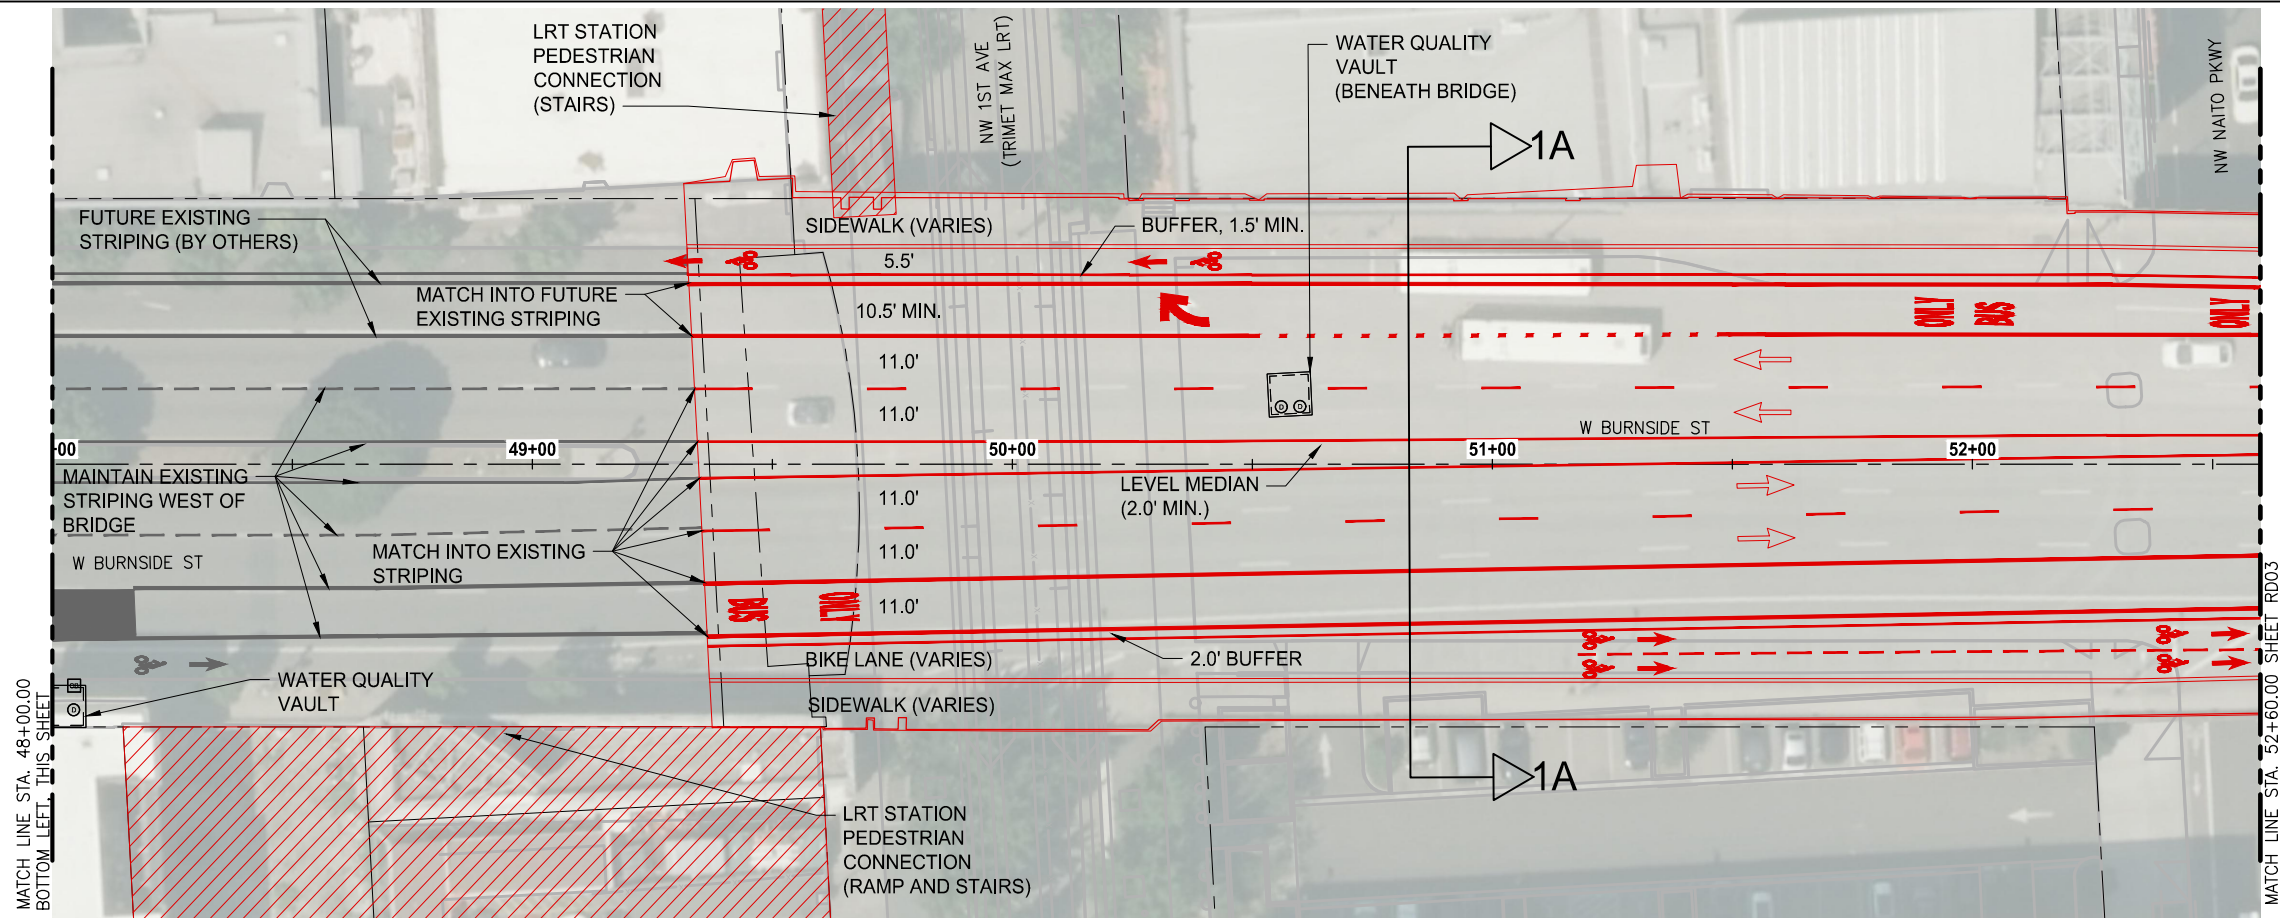 LRT STATION
PEDESTRIAN
CONNECTION
(STAIRS)
NW 1ST AVE
(TRIMET MAX LRT)
WATER QUALITY
VAULT
(BENEATH BRIDGE)
1A
NW NAITO PKWY
FUTURE EXISTING
STRIPING (BY OTHERS)
SIDEWALK (VARIES)
BUFFER, 1.5' MIN.
5.5'
MATCH INTO FUTURE
EXISTING STRIPING
10.5' MIN.
ONLY
BUS
ONLY
11.0'
11.0'
W BURNSIDE ST
+00
49+00
50+00
51+00
52+00
MAINTAIN EXISTING
STRIPING WEST OF
BRIDGE
LEVEL MEDIAN
(2.0' MIN.)
11.0'
MATCH INTO EXISTING
STRIPING
11.0'
W BURNSIDE ST
BUS
ONLY
11.0'
BIKE LANE (VARIES)
2.0' BUFFER
WATER QUALITY
VAULT
D
D
D
SIDEWALK (VARIES)
1A
LRT STATION
PEDESTRIAN
CONNECTION
(RAMP AND STAIRS)
MATCH LINE STA. 48+00.00
BOTTOM LEFT, THIS SHEET
MATCH LINE STA. 52+60.00 SHEET RD03